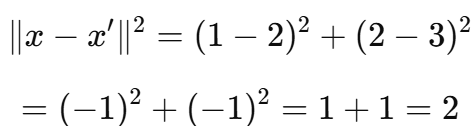 ‖x − x′‖² = (1 − 2)² + (2 − 3)²
= (−1)² + (−1)² = 1 + 1 = 2